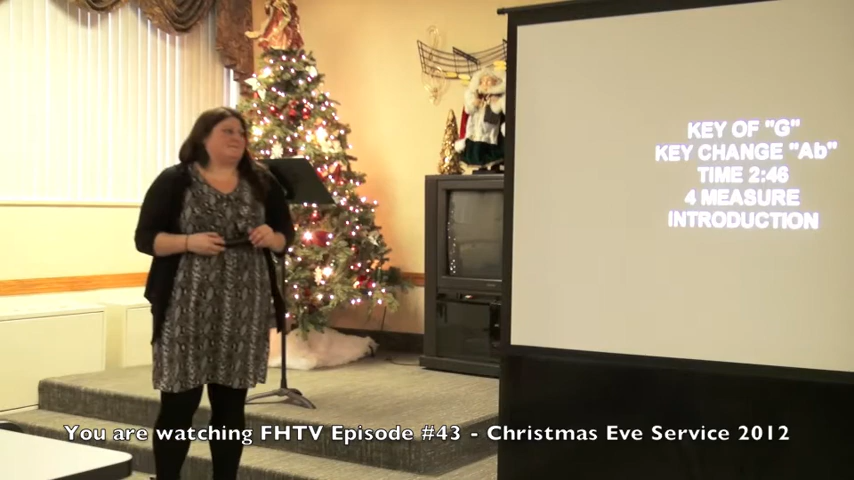 KEY OF "G"
KEY CHANGE "Ab"
TIME 2:46
4 MEASURE
INTRODUCTION
You are watching FHTV Episode #43 - Christmas Eve Service 2012